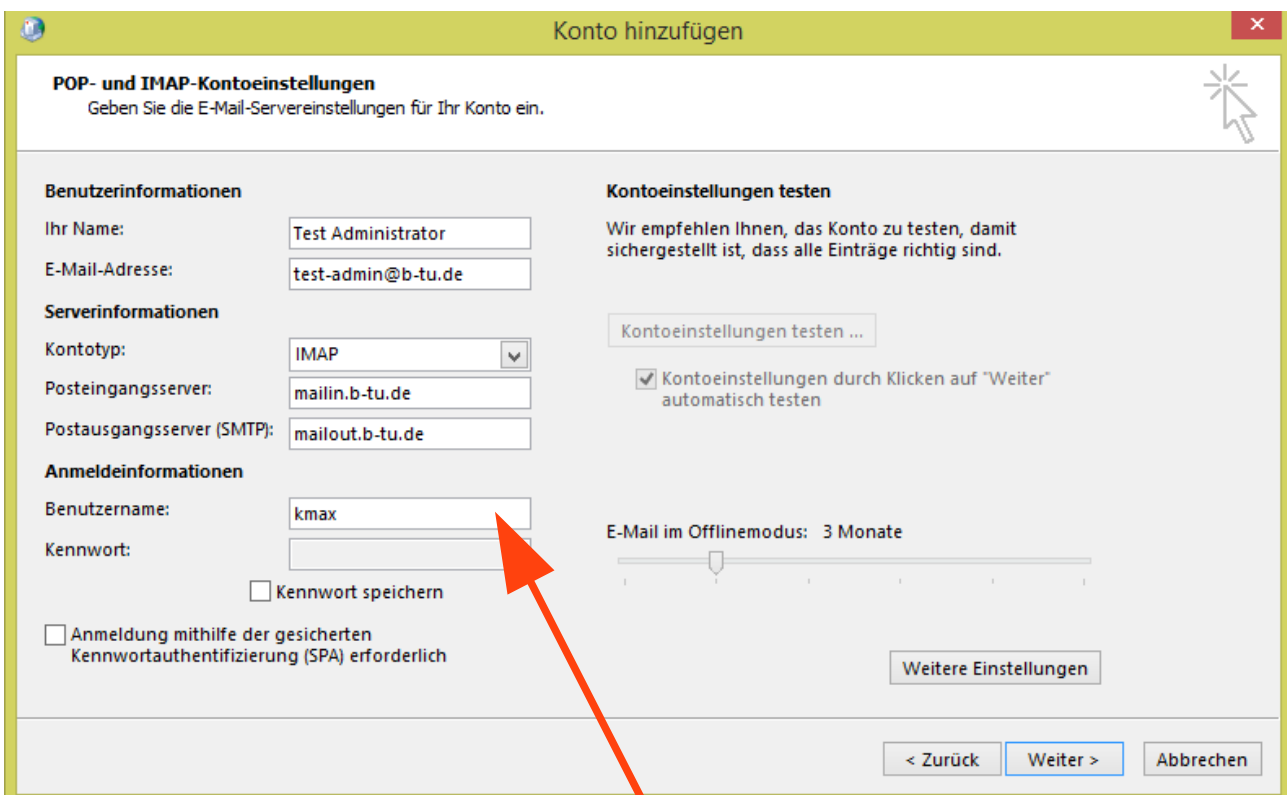 Konto hinzufügen
POP- und IMAP-Kontoeinstellungen
Geben Sie die E-Mail-Servereinstellungen für Ihr Konto ein.
Benutzerinformationen
Ihr Name:
Test Administrator
E-Mail-Adresse:
test-admin@b-tu.de
Serverinformationen
Kontotyp:
IMAP
Posteingangsserver:
mailin.b-tu.de
Postausgangsserver (SMTP):
mailout.b-tu.de
Anmeldeinformationen
Benutzername:
kmax
Kennwort:
Kennwort speichern
Anmeldung mithilfe der gesicherten
Kennwortauthentifizierung (SPA) erforderlich
Kontoeinstellungen testen
Wir empfehlen Ihnen, das Konto zu testen, damit
sichergestellt ist, dass alle Einträge richtig sind.
Kontoeinstellungen testen ...
Kontoeinstellungen durch Klicken auf "Weiter"
automatisch testen
E-Mail im Offlinemodus: 3 Monate
Weitere Einstellungen
< Zurück
Weiter >
Abbrechen